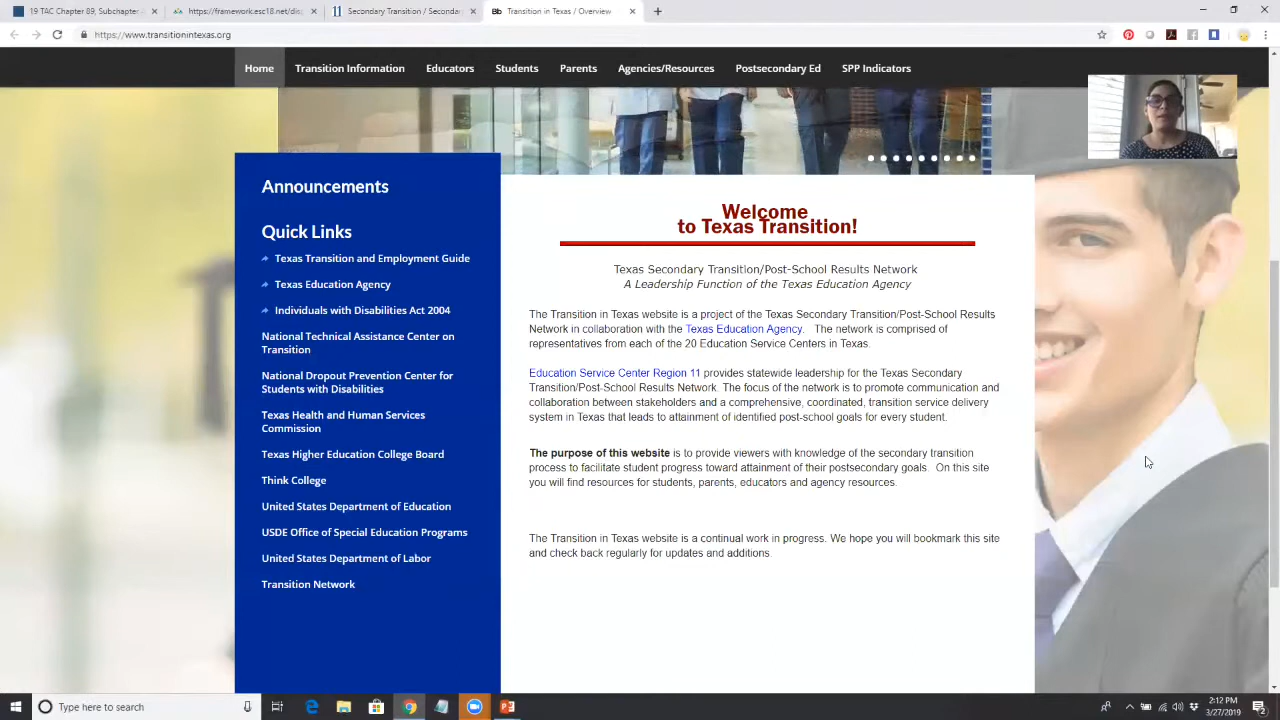 19 TAC Chapter 89, Subchapter
https://framework.esc18.net/disp
Secondary Transition / Secondary
Bb Transition in Texas / Overview
https://www.transitionintexas.org
Home Transition Information Educators Students Parents Agencies/Resources Postsecondary Ed SPP Indicators
Announcements
Quick Links
Texas Transition and Employment Guide
Texas Education Agency
Individuals with Disabilities Act 2004
National Technical Assistance Center on
Transition
National Dropout Prevention Center for
Students with Disabilities
Texas Health and Human Services
Commission
Texas Higher Education College Board
Think College
United States Department of Education
USDE Office of Special Education Programs
United States Department of Labor
Transition Network
Welcome
to Texas Transition!
Texas Secondary Transition/Post-School Results Network
A Leadership Function of the Texas Education Agency
The Transition in Texas website is a project of the Texas Secondary Transition/Post-School Results
Network in collaboration with the Texas Education Agency. The network is comprised of
representatives from each of the 20 Education Service Centers in Texas.
Education Service Center Region 11 provides statewide leadership for the Texas Secondary
Transition/Post-School Results Network. The focus of the network is to promote communication and
collaboration between stakeholders and a comprehensive, coordinated, transition service delivery
system in Texas that leads to attainment of identified post-school goals for every student.
The purpose of this website is to provide viewers with knowledge of the secondary transition
process to facilitate student progress toward attainment of their postsecondary goals. On this site
you will find resources for students, parents, educators and agency resources.
The Transition in Texas website is a continual work in progress. We hope you will bookmark this site
and check back regularly for updates and additions.
Type here to search
2:12 PM
3/27/2019
2